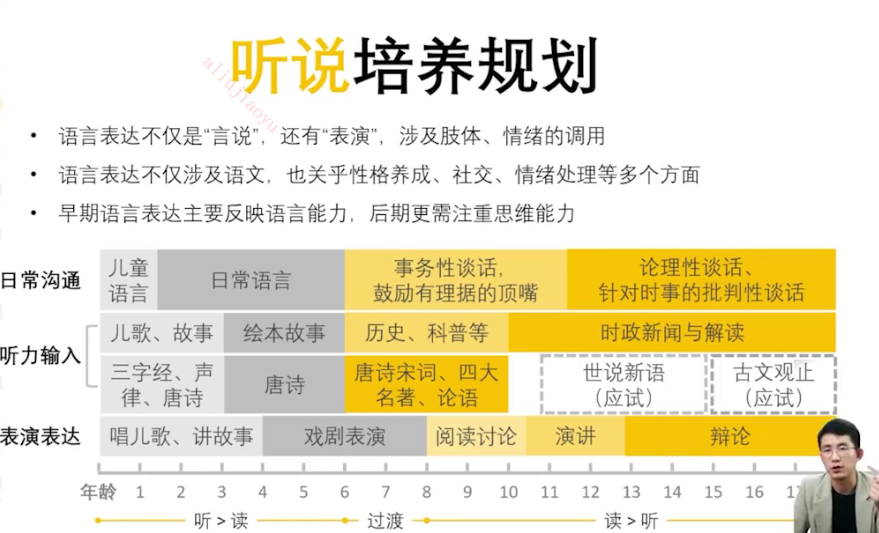 听说培养规划
aliujiaoyu
• 语言表达不仅是“言说”，还有“表演”，涉及肢体、情绪的调用
• 语言表达不仅涉及语文，也关乎性格养成、社交、情绪处理等多个方面
• 早期语言表达主要反映语言能力，后期更需注重思维能力
日常沟通
儿童
语言
日常语言
事务性谈话，
鼓励有理据的顶嘴
论理性谈话、
针对时事的批判性谈话
听力输入
儿歌、故事
绘本故事
历史、科普等
时政新闻与解读
三字经、声
律、唐诗
唐诗
唐诗宋词、四大
名著、论语
世说新语
（应试）
古文观止
（应试）
表演表达
唱儿歌、讲故事
戏剧表演
阅读讨论
演讲
辩论
年龄 1 2 3 4 5 6 7 8 9 10 11 12 13 14 15 16
听 > 读 过渡 读 > 听